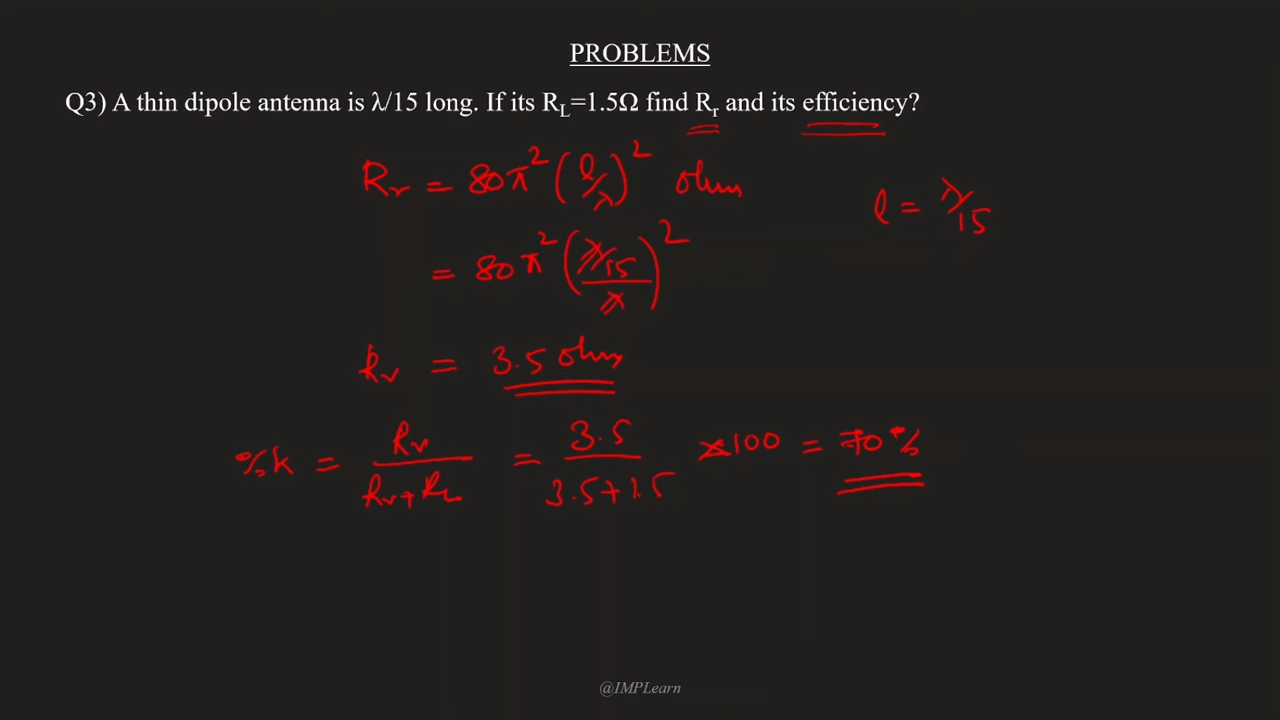 PROBLEMS
Q3) A thin dipole antenna is λ/15 long. If its RL=1.5Ω find Rr and its efficiency?
Rr = 80π² (l/λ)² ohm
l = λ/15
= 80π² ((λ/15)/λ)²
Rr = 3.5 ohm
%k = Rr/(Rr+RL) = 3.5/(3.5+1.5) ×100 = 70%
@IMPLearn